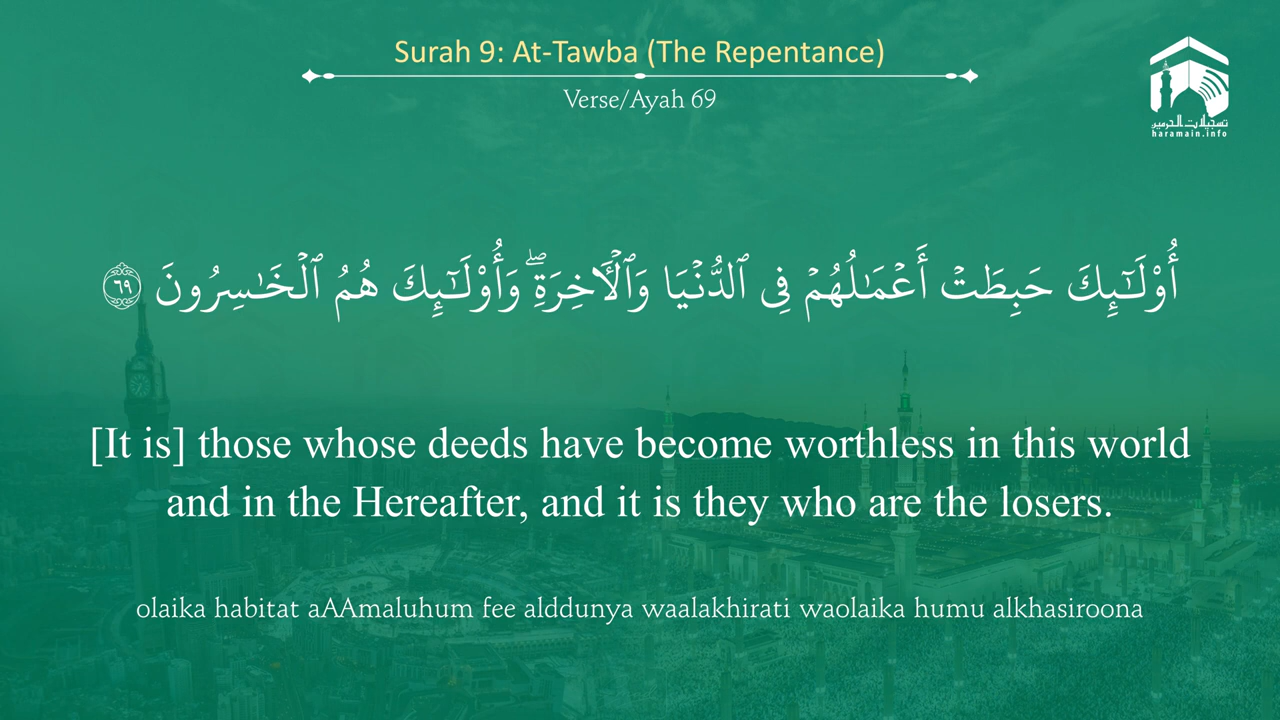 Surah 9: At-Tawba (The Repentance)
Verse/Ayah 69
تسجيلات الحرمين
haramain.info
أُو۟لَـٰٓئِكَ حَبِطَتْ أَعْمَـٰلُهُمْ فِى ٱلدُّنْيَا وَٱلْـَٔاخِرَةِ ۖ وَأُو۟لَـٰٓئِكَ هُمُ ٱلْخَـٰسِرُونَ ٦٩
[It is] those whose deeds have become worthless in this world
and in the Hereafter, and it is they who are the losers.
olaika habitat aAAmaluhum fee alddunya waalakhirati waolaika humu alkhasiroona